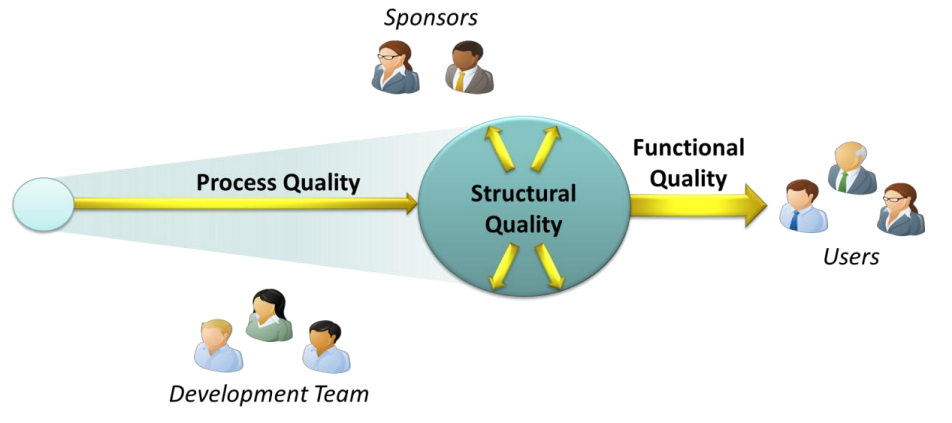 Sponsors
Process Quality
Structural
Quality
Functional
Quality
Users
Development Team